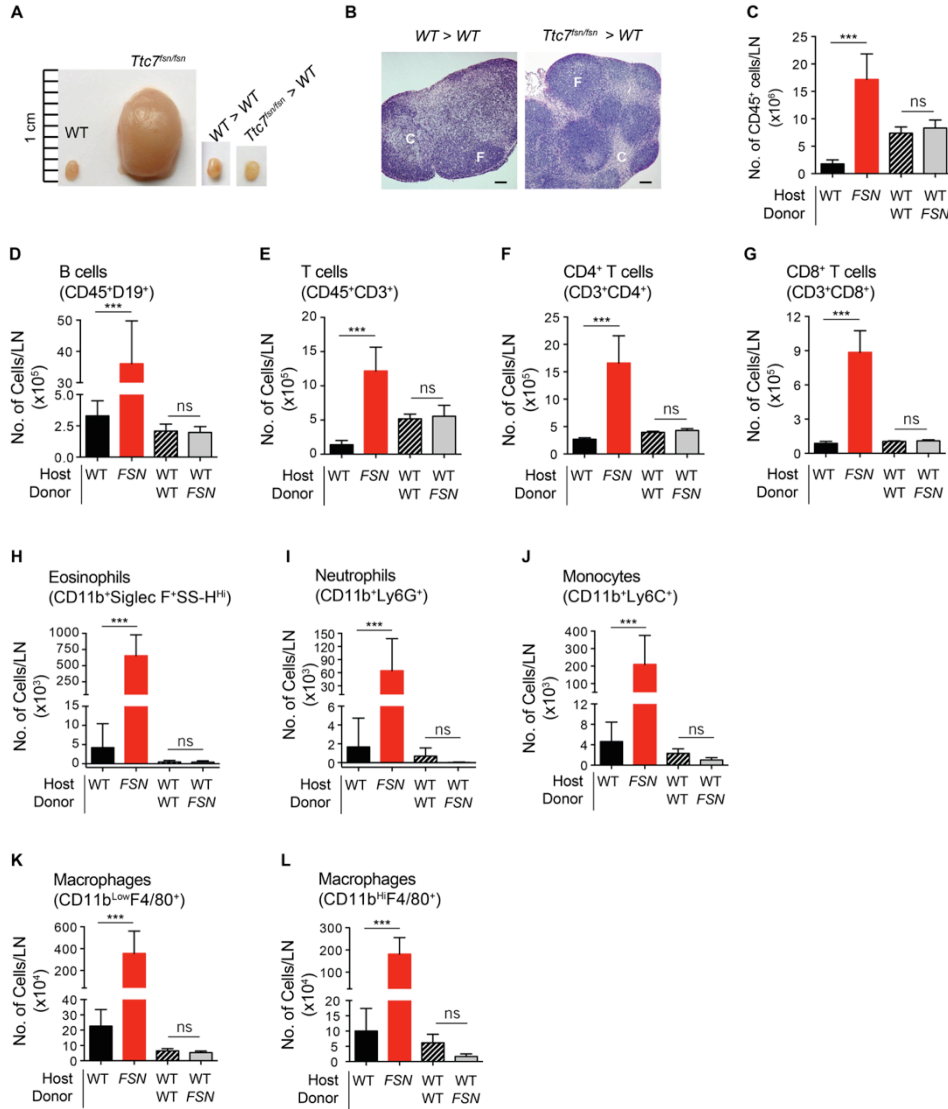 A
Ttc7fsn/fsn
1 cm
WT
WT > WT
Ttc7fsn/fsn > WT
B
WT > WT
Ttc7fsn/fsn > WT
C
F
F
C
C
No. of CD45+ cells/LN
(x10⁶)
25
20
15
10
5
0
***
ns
Host WT FSN WT WT
Donor WT FSN
D
B cells
(CD45+D19+)
No. of Cells/LN
(x10⁵)
50
40
30
5.0
2.5
0.0
***
ns
Host WT FSN WT WT
Donor WT FSN
E
T cells
(CD45+CD3+)
No. of Cells/LN
(x10⁵)
20
15
10
5
0
***
ns
Host WT FSN WT WT
Donor WT FSN
F
CD4+ T cells
(CD3+CD4+)
No. of Cells/LN
(x10⁵)
25
20
15
10
5
0
***
ns
Host WT FSN WT WT
Donor WT FSN
G
CD8+ T cells
(CD3+CD8+)
No. of Cells/LN
(x10⁵)
12
9
6
3
0
***
ns
Host WT FSN WT WT
Donor WT FSN
H
Eosinophils
(CD11b+Siglec F+SS-HHi)
No. of Cells/LN
(x10³)
1000
750
500
250
15
10
5
0
***
ns
Host WT FSN WT WT
Donor WT FSN
I
Neutrophils
(CD11b+Ly6G+)
No. of Cells/LN
(x10³)
150
120
90
60
30
6
4
2
0
***
ns
Host WT FSN WT WT
Donor WT FSN
J
Monocytes
(CD11b+Ly6C+)
No. of Cells/LN
(x10³)
400
300
200
100
12
8
4
0
***
ns
Host WT FSN WT WT
Donor WT FSN
K
Macrophages
(CD11bLowF4/80+)
No. of Cells/LN
(x10⁴)
600
400
200
40
30
20
10
0
***
ns
Host WT FSN WT WT
Donor WT FSN
L
Macrophages
(CD11bHiF4/80+)
No. of Cells/LN
(x10⁴)
400
300
200
100
20
15
10
5
0
***
ns
Host WT FSN WT WT
Donor WT FSN